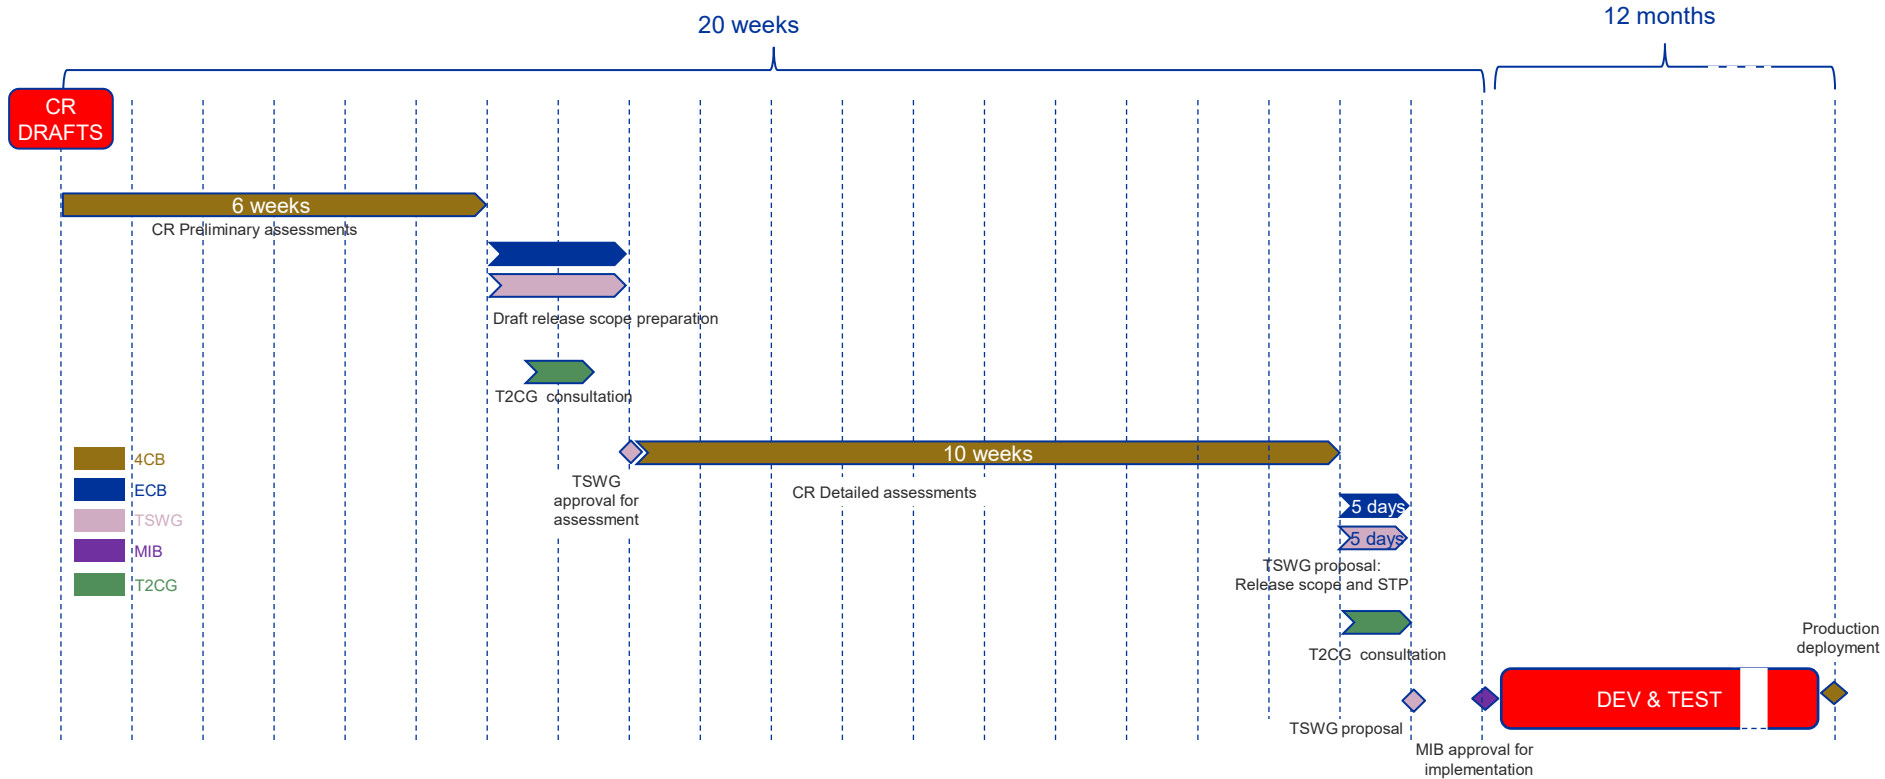 20 weeks
12 months
CR
DRAFTS
6 weeks
CR Preliminary assessments
Draft release scope preparation
T2CG consultation
4CB
ECB
TSWG
MIB
T2CG
10 weeks
TSWG
approval for
assessment
CR Detailed assessments
5 days
5 days
TSWG proposal:
Release scope and STP
T2CG consultation
TSWG proposal
MIB approval for
implementation
DEV & TEST
Production
deployment